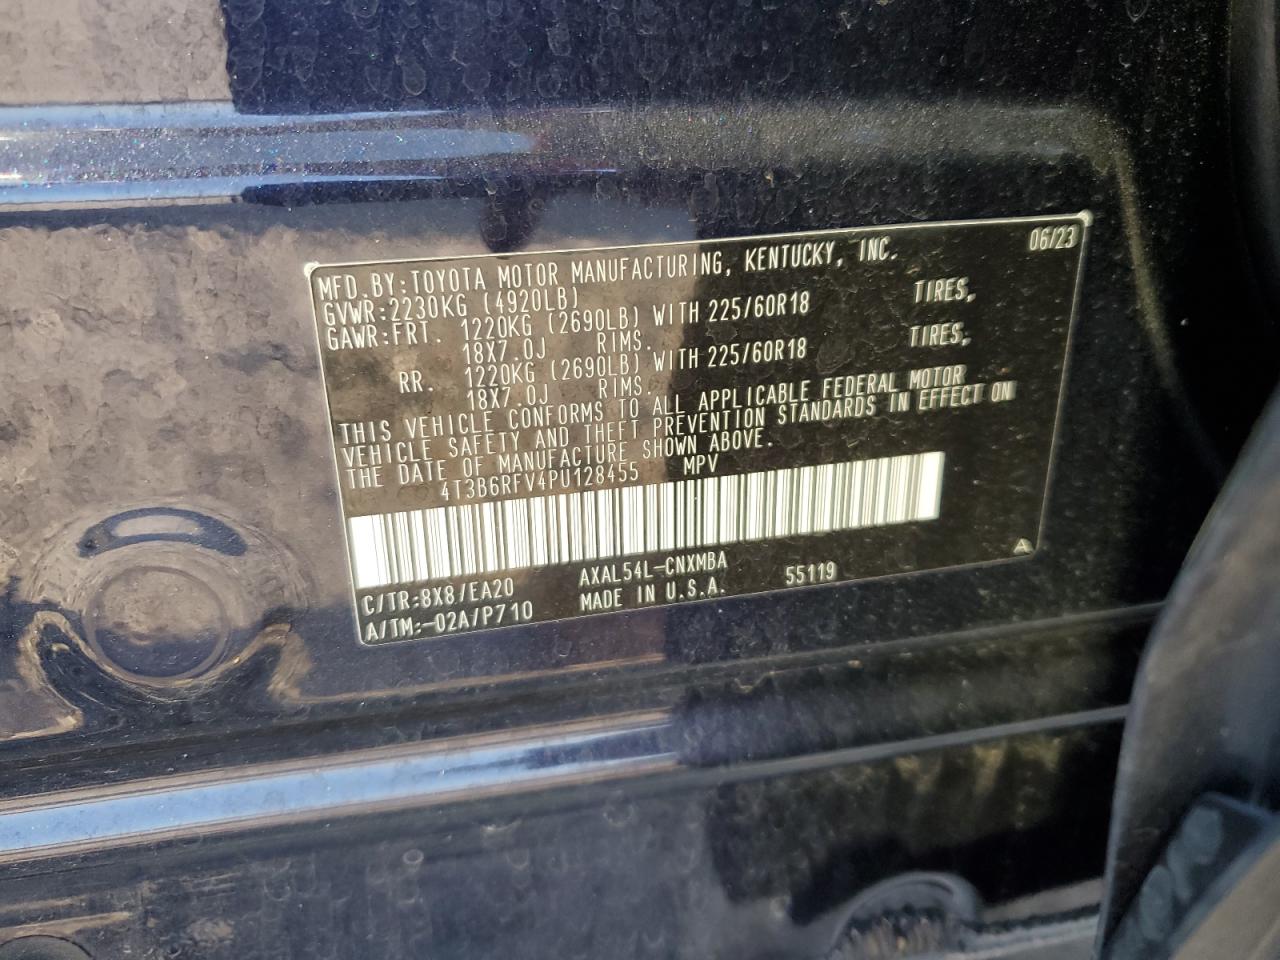 MFD. BY: TOYOTA MOTOR MANUFACTURING, KENTUCKY, INC. 06/23
GVWR: 2230KG (4920LB)
GAWR: FRT. 1220KG (2690LB) WITH 225/60R18 TIRES,
18X7.0J RIMS.
RR. 1220KG (2690LB) WITH 225/60R18 TIRES,
18X7.0J RIMS.
THIS VEHICLE CONFORMS TO ALL APPLICABLE FEDERAL MOTOR
VEHICLE SAFETY AND THEFT PREVENTION STANDARDS IN EFFECT ON
THE DATE OF MANUFACTURE SHOWN ABOVE.
4T3B6RFV4PU128455 MPV
C/TR:8X8/EA20 AXAL54L-CNXMBA
A/TM:-02A/P710 MADE IN U.S.A. 55119
A